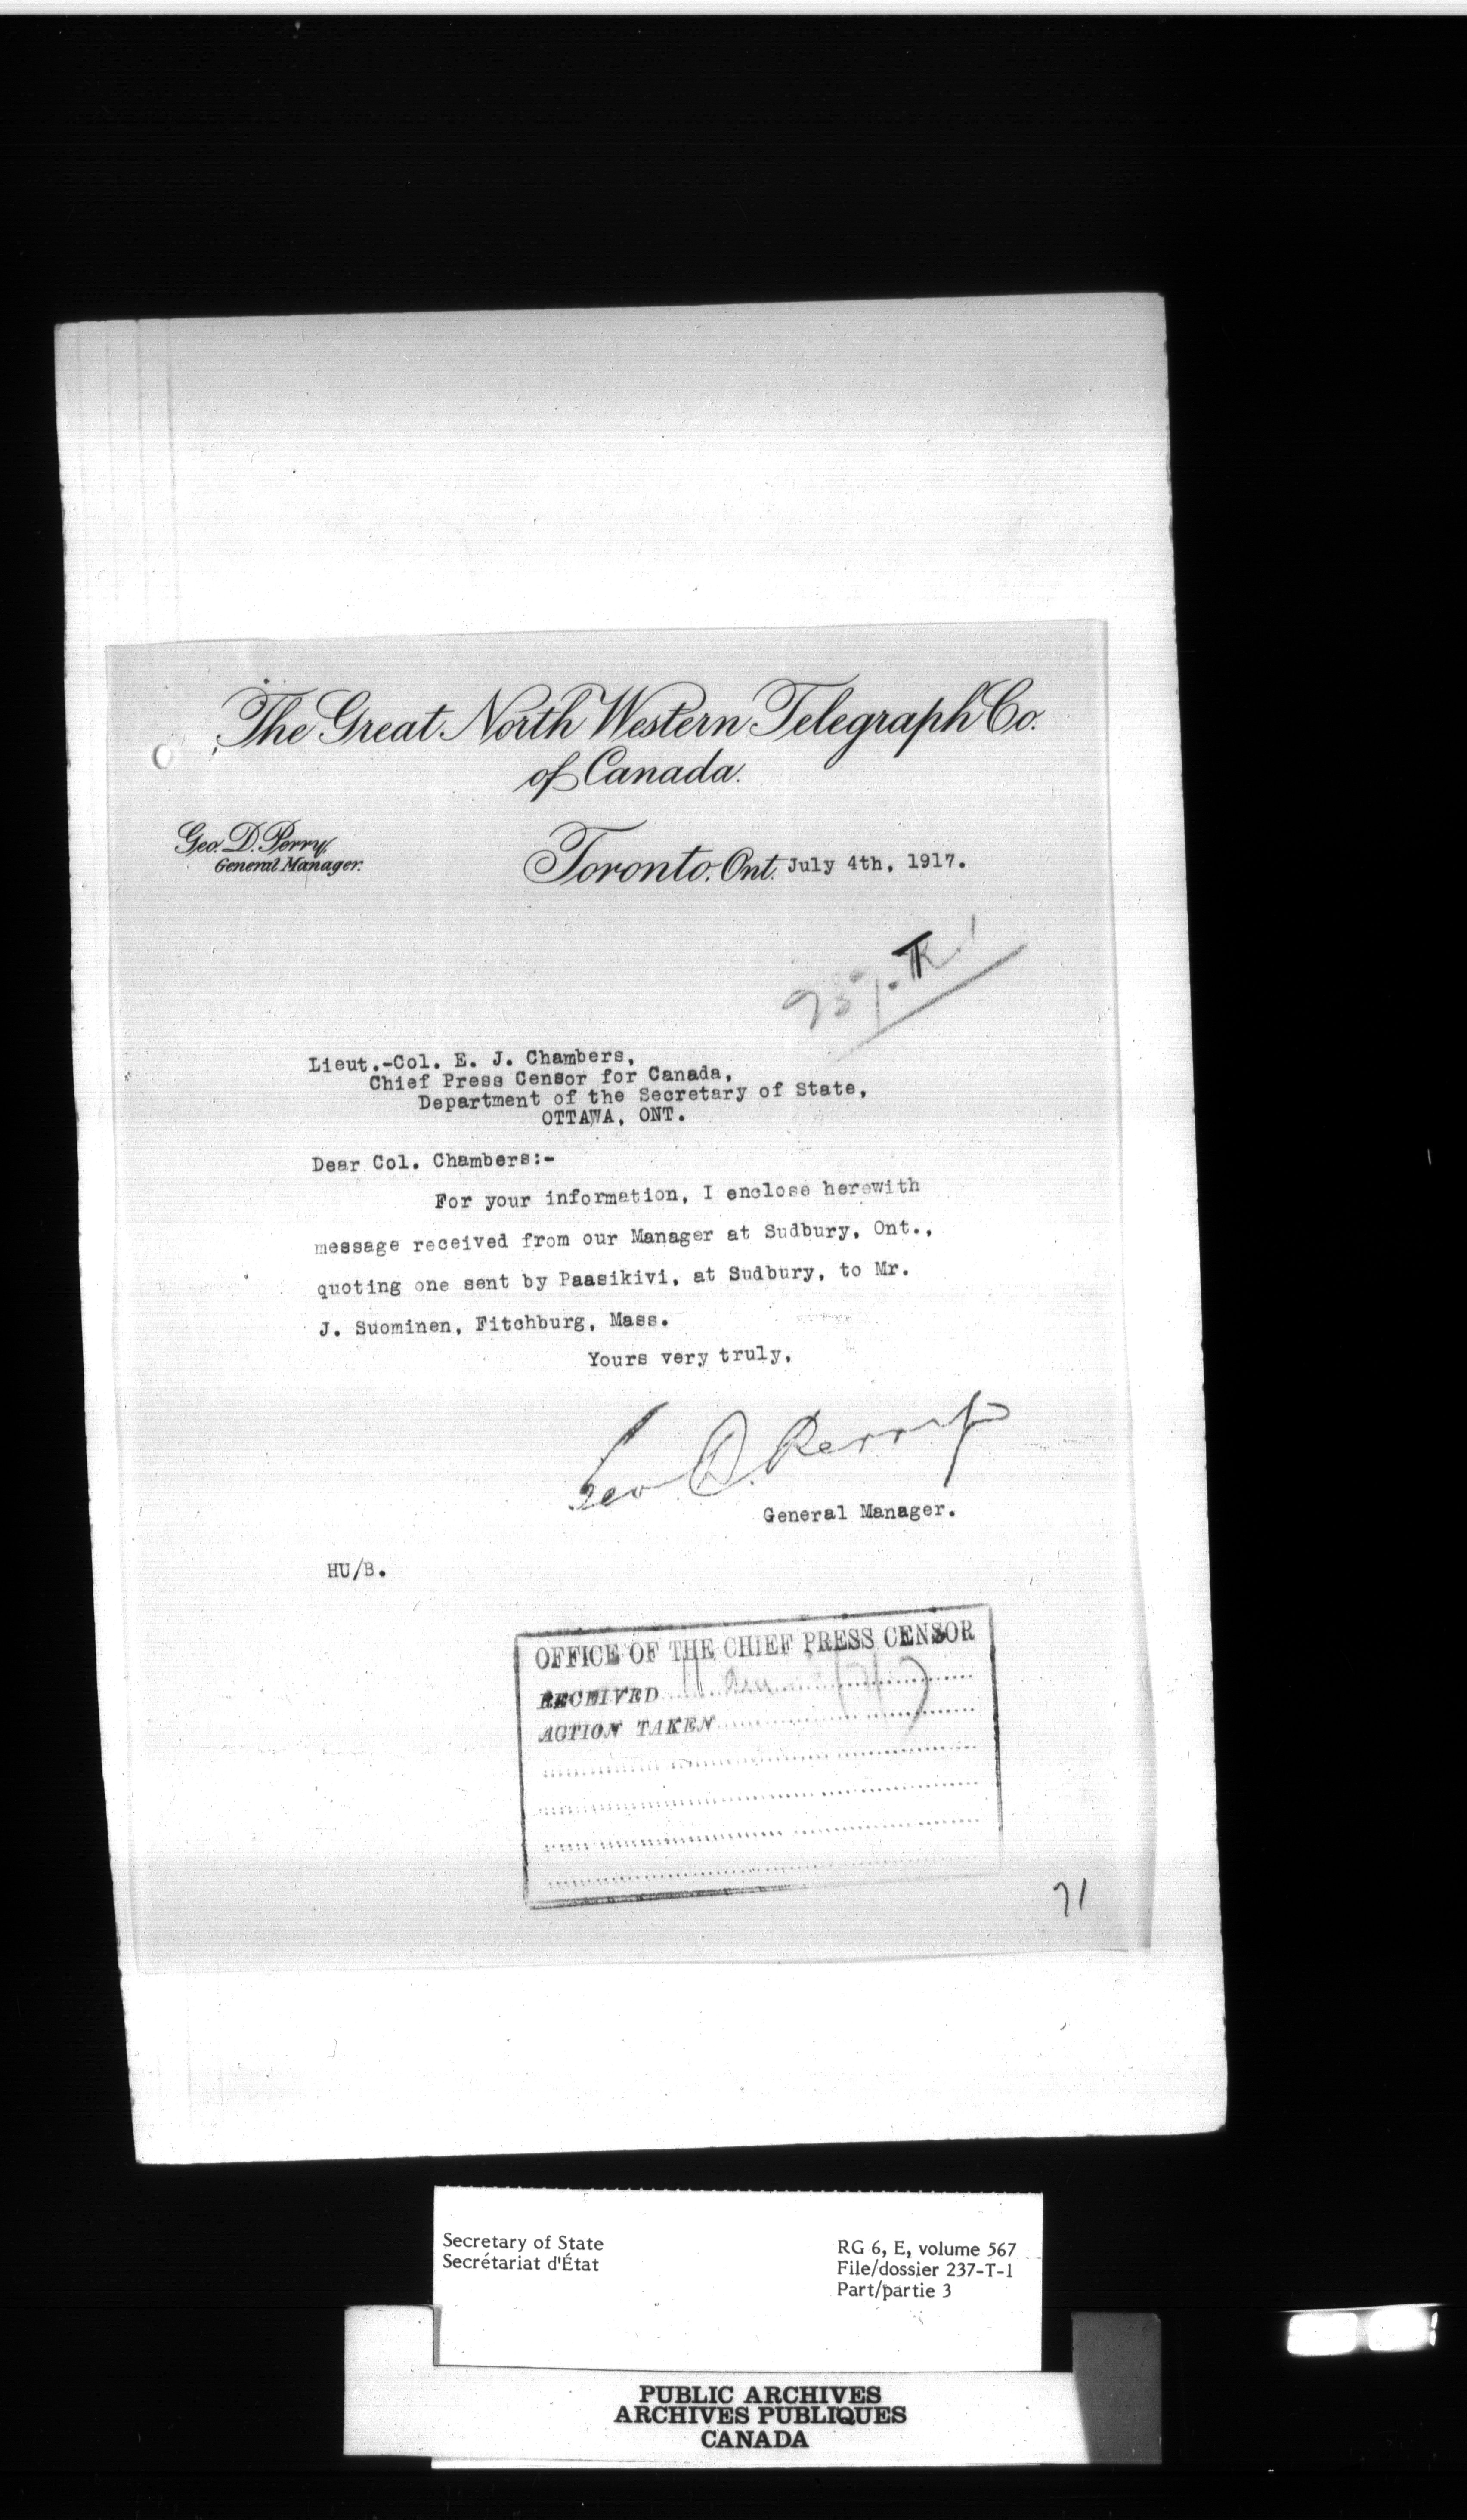 The Great North Western Telegraph Co.
of Canada.
Geo. D. Perry,
General Manager.
Toronto, Ont. July 4th, 1917.
Lieut.-Col. E. J. Chambers,
Chief Press Censor for Canada,
Department of the Secretary of State,
OTTAWA, ONT.
Dear Col. Chambers:-
For your information, I enclose herewith
message received from our Manager at Sudbury, Ont.,
quoting one sent by Paasikivi, at Sudbury, to Mr.
J. Suominen, Fitchburg, Mass.
Yours very truly,
Geo. D. Perry
General Manager.
HU/B.
OFFICE OF THE CHIEF PRESS CENSOR
RECEIVED
ACTION TAKEN
71
Secretary of State
Secrétariat d'État
RG 6, E, volume 567
File/dossier 237-T-1
Part/partie 3
PUBLIC ARCHIVES
ARCHIVES PUBLIQUES
CANADA